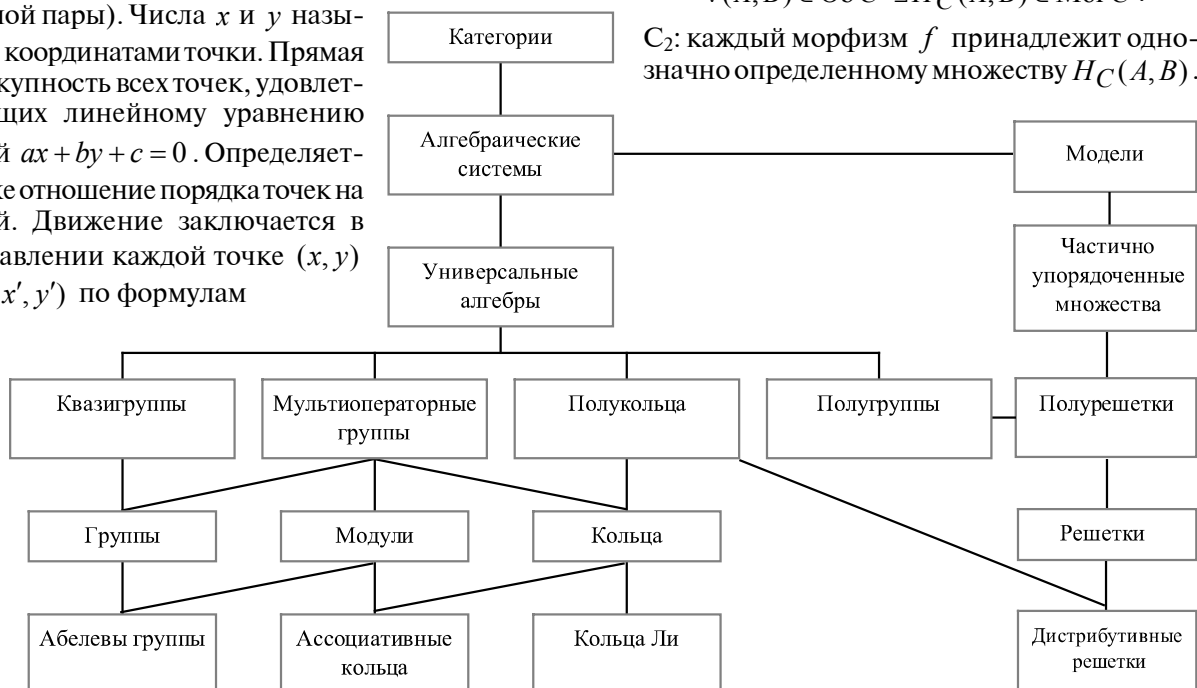 ной пары). Числа x и y назы-
координатами точки. Прямая
купность всех точек, удовлет-
щих линейному уравнению
й ax + by + c = 0 . Определяет-
же отношение порядка точек на
й. Движение заключается в
авлении каждой точке (x, y)
x′, y′) по формулам
C₂: каждый морфизм f принадлежит одно-
значно определенному множеству H_C(A, B) .
Категории
Алгебраические
системы
Модели
Универсальные
алгебры
Частично
упорядоченные
множества
Квазигруппы
Мультиоператорные
группы
Полукольца
Полугруппы
Полурешетки
Группы
Модули
Кольца
Решетки
Абелевы группы
Ассоциативные
кольца
Кольца Ли
Дистрибутивные
решетки